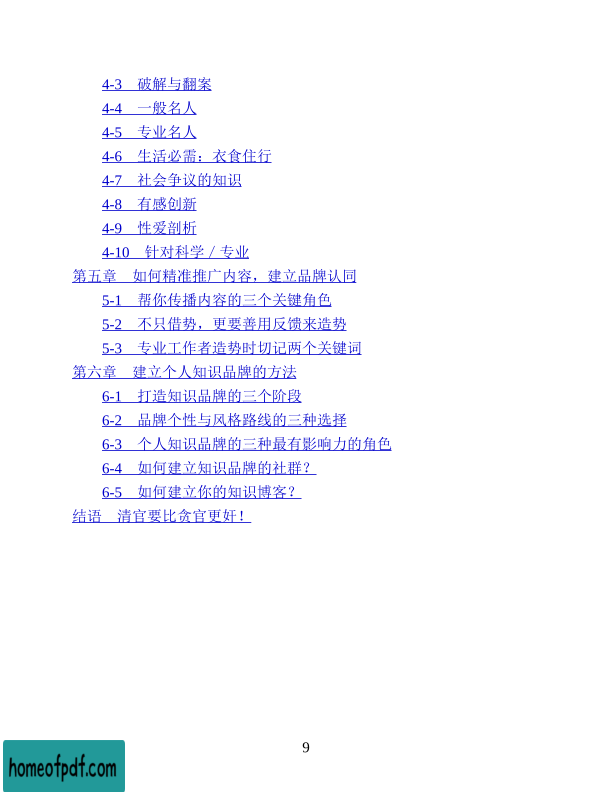 4-3 破解与翻案
4-4 一般名人
4-5 专业名人
4-6 生活必需：衣食住行
4-7 社会争议的知识
4-8 有感创新
4-9 性爱剖析
4-10 针对科学／专业
第五章 如何精准推广内容，建立品牌认同
5-1 帮你传播内容的三个关键角色
5-2 不只借势，更要善用反馈来造势
5-3 专业工作者造势时切记两个关键词
第六章 建立个人知识品牌的方法
6-1 打造知识品牌的三个阶段
6-2 品牌个性与风格路线的三种选择
6-3 个人知识品牌的三种最有影响力的角色
6-4 如何建立知识品牌的社群？
6-5 如何建立你的知识博客？
结语 清官要比贪官更奸！
9
homeofpdf.com